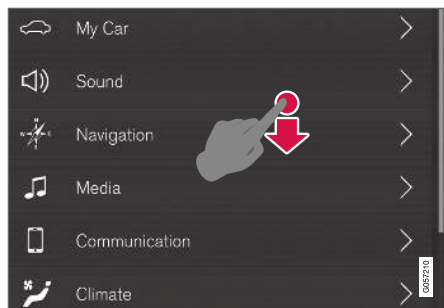 My Car
Sound
Navigation
Media
Communication
Climate
G057210